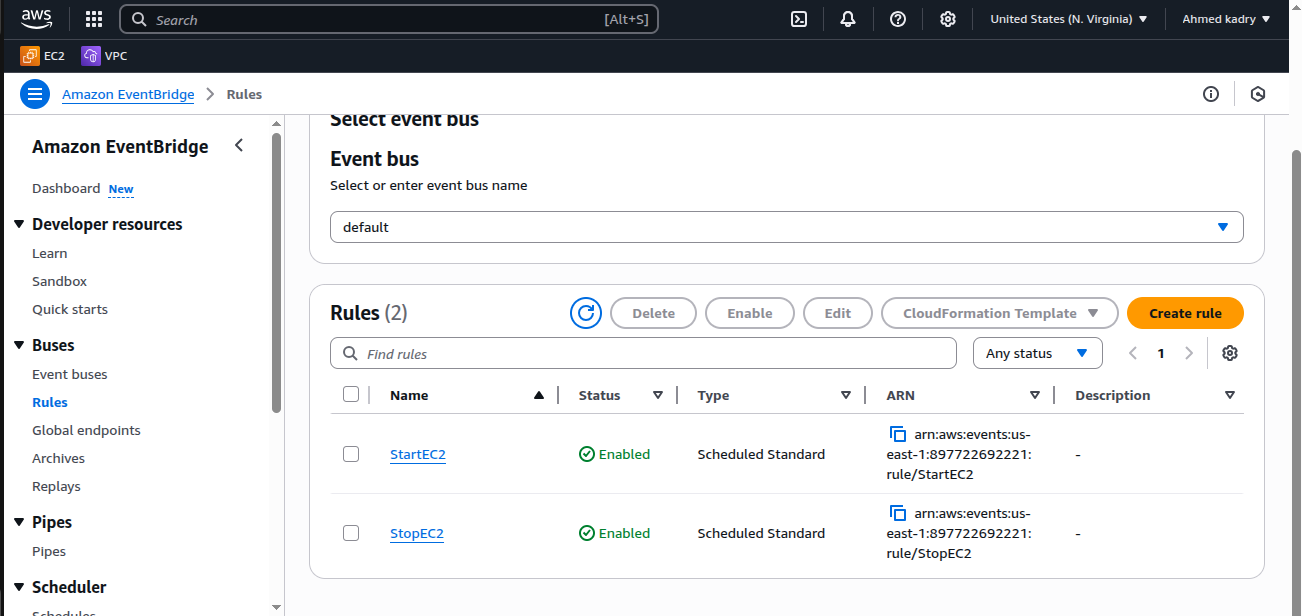 aws
Search [Alt+S]
United States (N. Virginia)
Ahmed kadry
EC2
VPC
Amazon EventBridge
Rules
Amazon EventBridge
Dashboard New
Developer resources
Learn
Sandbox
Quick starts
Buses
Event buses
Rules
Global endpoints
Archives
Replays
Pipes
Pipes
Scheduler
Schedules
Select event bus
Event bus
Select or enter event bus name
default
Rules (2)
Delete
Enable
Edit
CloudFormation Template
Create rule
Find rules
Any status
1
Name Status Type ARN Description
StartEC2 Enabled Scheduled Standard
arn:aws:events:us-
east-1:897722692221:
rule/StartEC2
-
StopEC2 Enabled Scheduled Standard
arn:aws:events:us-
east-1:897722692221:
rule/StopEC2
-